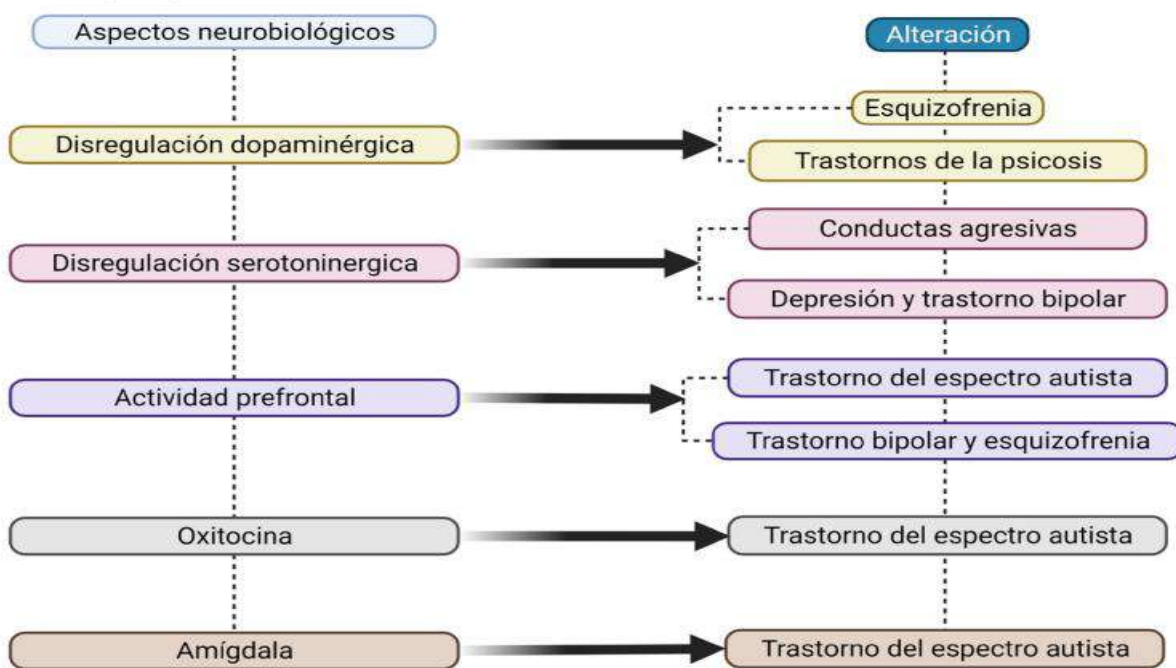 Aspectos neurobiológicos
Alteración
Disregulación dopaminérgica
Esquizofrenia
Trastornos de la psicosis
Disregulación serotoninergica
Conductas agresivas
Depresión y trastorno bipolar
Actividad prefrontal
Trastorno del espectro autista
Trastorno bipolar y esquizofrenia
Oxitocina
Trastorno del espectro autista
Amígdala
Trastorno del espectro autista